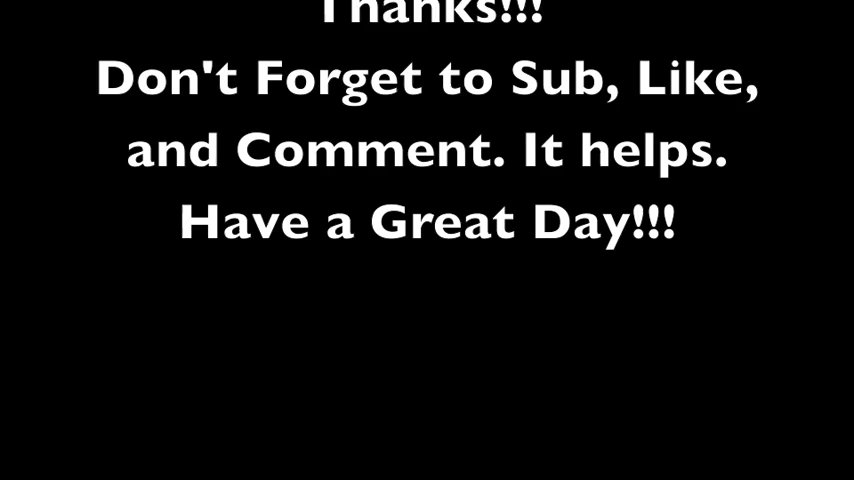 Thanks!!!
Don't Forget to Sub, Like,
and Comment. It helps.
Have a Great Day!!!